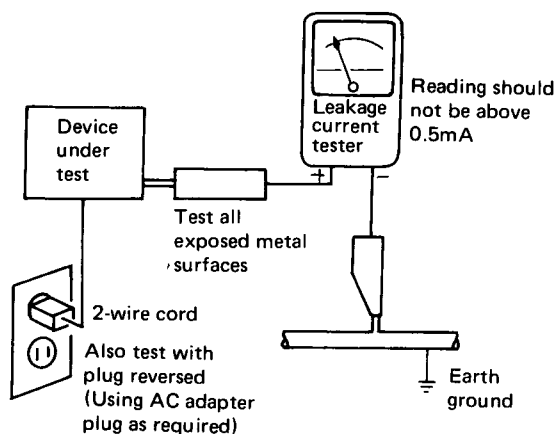 Device
under
test
Leakage
current
tester
Reading should
not be above
0.5mA
+
-
Test all
exposed metal
surfaces
2-wire cord
Also test with
plug reversed
(Using AC adapter
plug as required)
Earth
ground